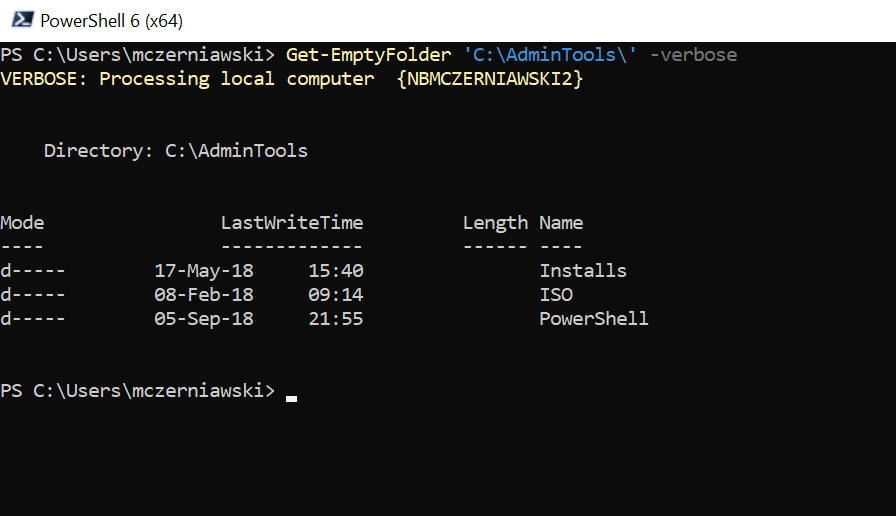 PowerShell 6 (x64)
PS C:\Users\mczerniawski> Get-EmptyFolder 'C:\AdminTools\' -verbose
VERBOSE: Processing local computer  {NBMCZERNIAWSKI2}
    Directory: C:\AdminTools
Mode                LastWriteTime         Length Name
----                -------------         ------ ----
d-----        17-May-18     15:40                Installs
d-----        08-Feb-18     09:14                ISO
d-----        05-Sep-18     21:55                PowerShell
PS C:\Users\mczerniawski>